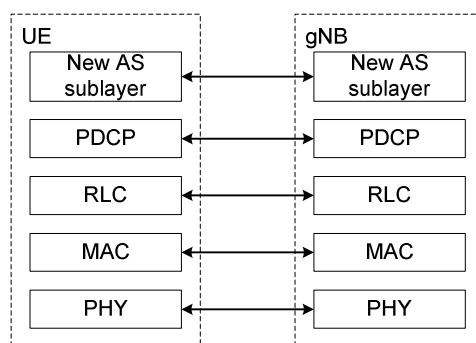 UE
gNB
New AS
sublayer
New AS
sublayer
PDCP
PDCP
RLC
RLC
MAC
MAC
PHY
PHY